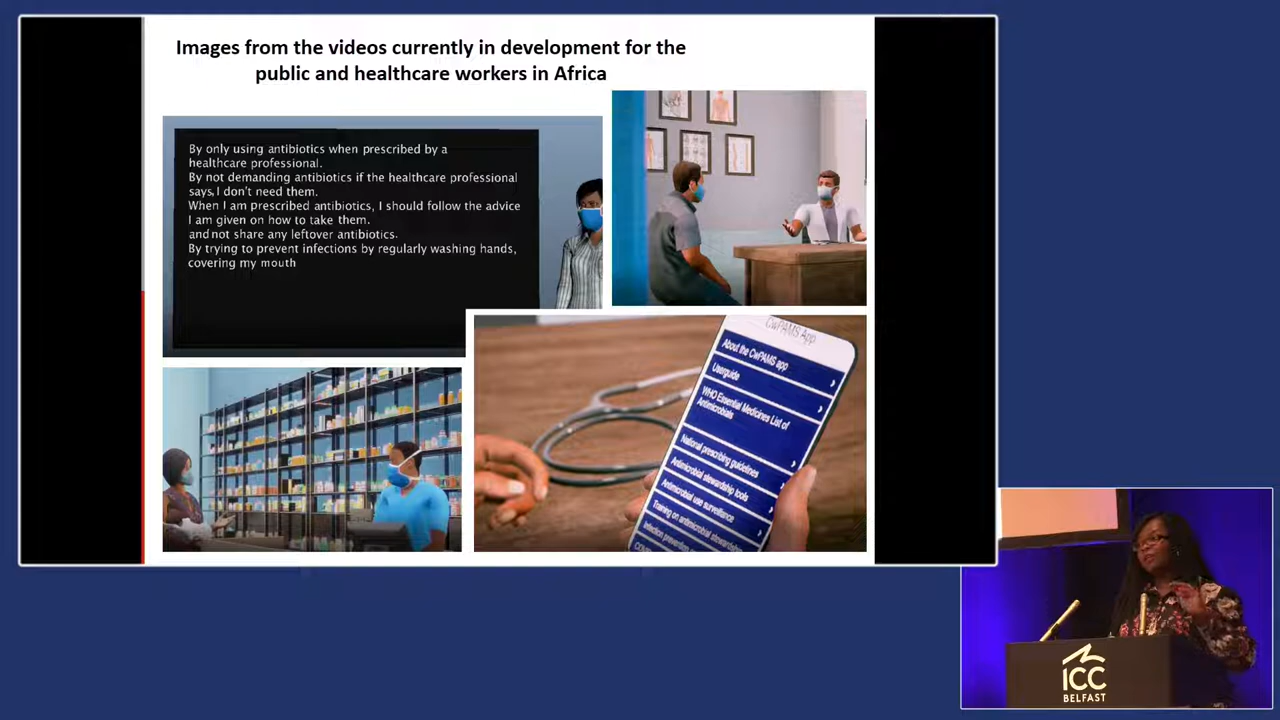 Images from the videos currently in development for the
public and healthcare workers in Africa
By only using antibiotics when prescribed by a
healthcare professional.
By not demanding antibiotics if the healthcare professional
says, I don't need them.
When I am prescribed antibiotics, I should follow the advice
I am given on how to take them.
and not share any leftover antibiotics.
By trying to prevent infections by regularly washing hands,
covering my mouth
CwPAMS App
About the CwPAMS app
Userguide
WHO Essential Medicines List of
Antimicrobials
National prescribing guidelines
Antimicrobial stewardship tools
Antimicrobial use surveillance
Training on antimicrobial stewardship
Infection prevention
ICC
BELFAST